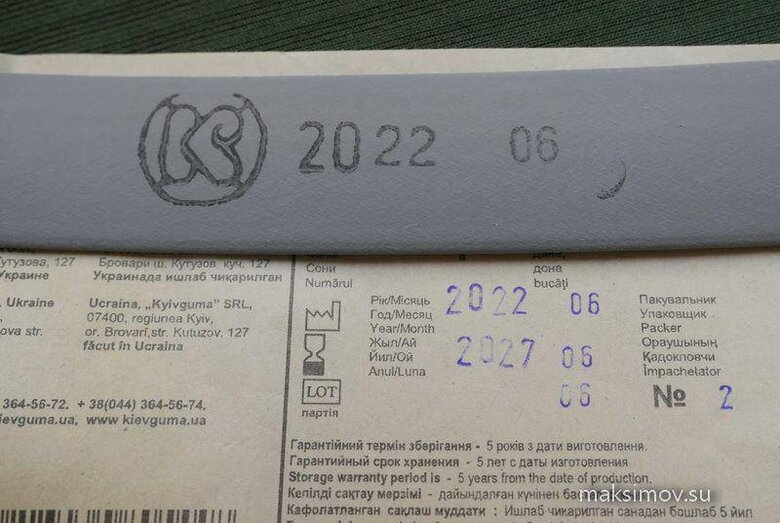 KS 2022 06
Кутузова, 127
Бровари ш. Кутузов куч. 127
Украине
Украинада ишлаб чиқарилган
Ukraine
Ucraina, „Kyivguma" SRL,
07400, regiunea Kyiv,
ova str.
or. Brovari,str. Kutuzov, 127
făcut în Ucraina
364-56-72. + 38(044) 364-56-74,
kievguma.ua, www.kievguma.ua
Сони
Numărul
дона
bucăţi
Рік/Місяць
Год/Месяц
Year/Month
Жыл/Ай
Йил/Ой
Anul/Luna
2022 06
2027 06
LOT
партія
06
Пакувальник
Упаковщик
Packer
Ораушының
Қадокловчи
Împachetator
№ 2
Гарантійний термін зберігання - 5 років з дати виготовлення.
Гарантийный срок хранения - 5 лет с даты изготовления
Storage warranty period is - 5 years from the date of production.
Кепілді сақтау мерзімі - дайындалған күнінен
Кафолатланган сақлаш муддати : Ишлаб чиқарилган санадан бошлаб 5 йил
maksimov.su